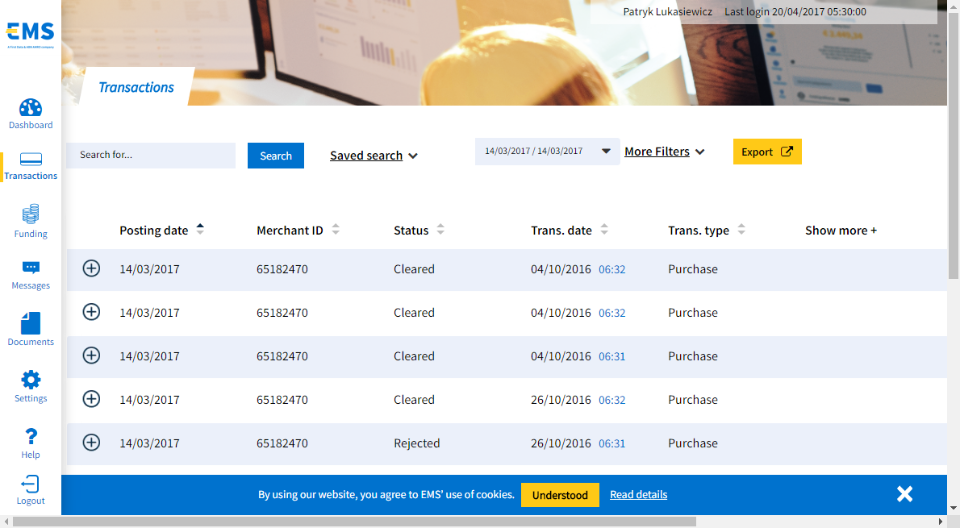 Patryk Lukasiewicz Last login 20/04/2017 05:30:00
EMS
Transactions
Dashboard
Transactions
Funding
Messages
Documents
Settings
Help
Logout
Search for... Search Saved search 14/03/2017 / 14/03/2017 More Filters Export
Posting date Merchant ID Status Trans. date Trans. type Show more +
14/03/2017 65182470 Cleared 04/10/2016 06:32 Purchase
14/03/2017 65182470 Cleared 04/10/2016 06:32 Purchase
14/03/2017 65182470 Cleared 04/10/2016 06:31 Purchase
14/03/2017 65182470 Cleared 26/10/2016 06:32 Purchase
14/03/2017 65182470 Rejected 26/10/2016 06:31 Purchase
By using our website, you agree to EMS' use of cookies. Understood Read details